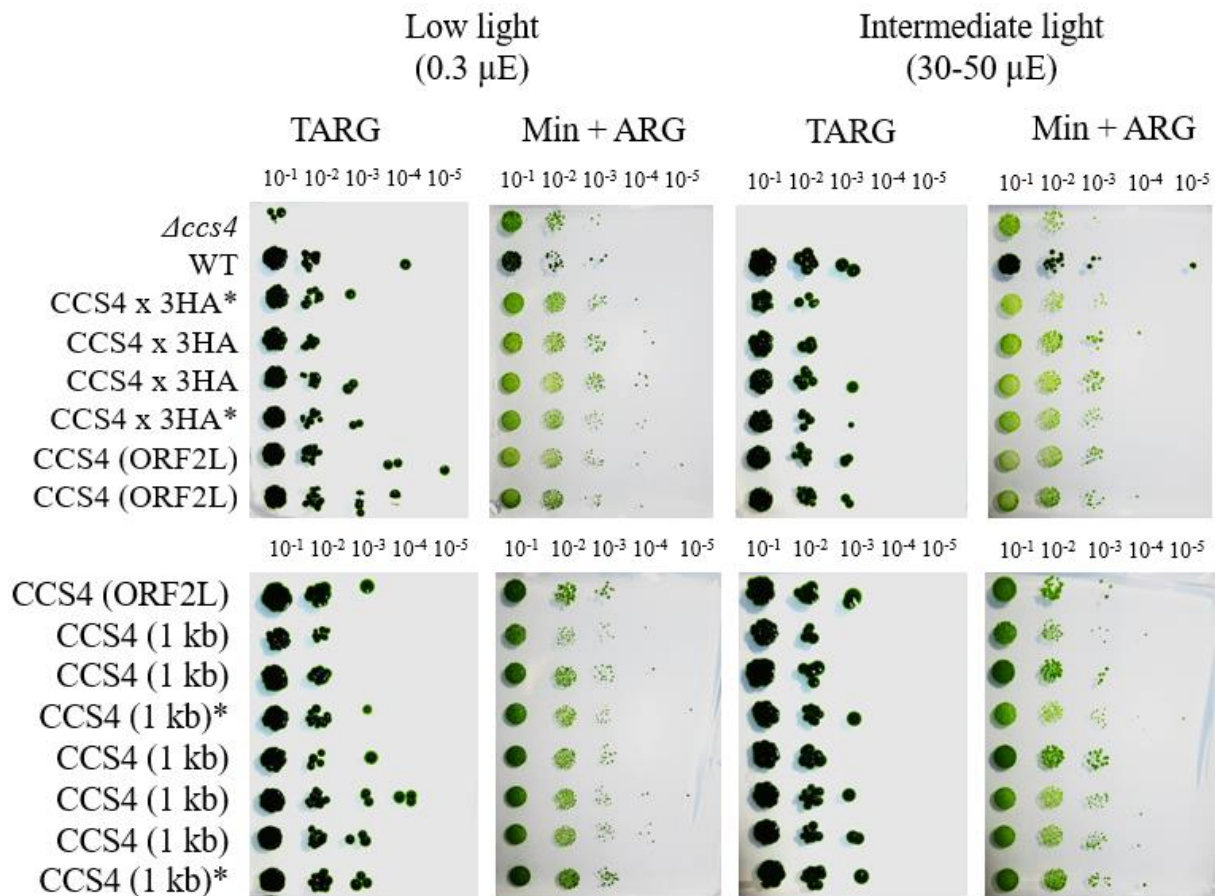 Low light Intermediate light
(0.3 µE) (30-50 µE)
TARG Min + ARG TARG Min + ARG
10⁻¹ 10⁻² 10⁻³ 10⁻⁴ 10⁻⁵ 10⁻¹ 10⁻² 10⁻³ 10⁻⁴ 10⁻⁵ 10⁻¹ 10⁻² 10⁻³ 10⁻⁴ 10⁻⁵ 10⁻¹ 10⁻² 10⁻³ 10⁻⁴ 10⁻⁵
Δccs4
WT
CCS4 x 3HA*
CCS4 x 3HA
CCS4 x 3HA
CCS4 x 3HA*
CCS4 (ORF2L)
CCS4 (ORF2L)
10⁻¹ 10⁻² 10⁻³ 10⁻⁴ 10⁻⁵ 10⁻¹ 10⁻² 10⁻³ 10⁻⁴ 10⁻⁵ 10⁻¹ 10⁻² 10⁻³ 10⁻⁴ 10⁻⁵ 10⁻¹ 10⁻² 10⁻³ 10⁻⁴ 10⁻⁵
CCS4 (ORF2L)
CCS4 (1 kb)
CCS4 (1 kb)
CCS4 (1 kb)*
CCS4 (1 kb)
CCS4 (1 kb)
CCS4 (1 kb)
CCS4 (1 kb)*